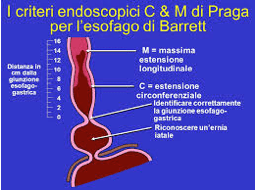 I criteri endoscopici C & M di Praga
per l'esofago di Barrett
16
14
12
10
8
6
4
2
0
Distanza in
cm dalla
giunzione
esofago-
gastrica
M = massima
estensione
longitudinale
C = estensione
circonferenziale
Identificare correttamente
la giunzione esofago-
gastrica
Riconoscere un'ernia
iatale